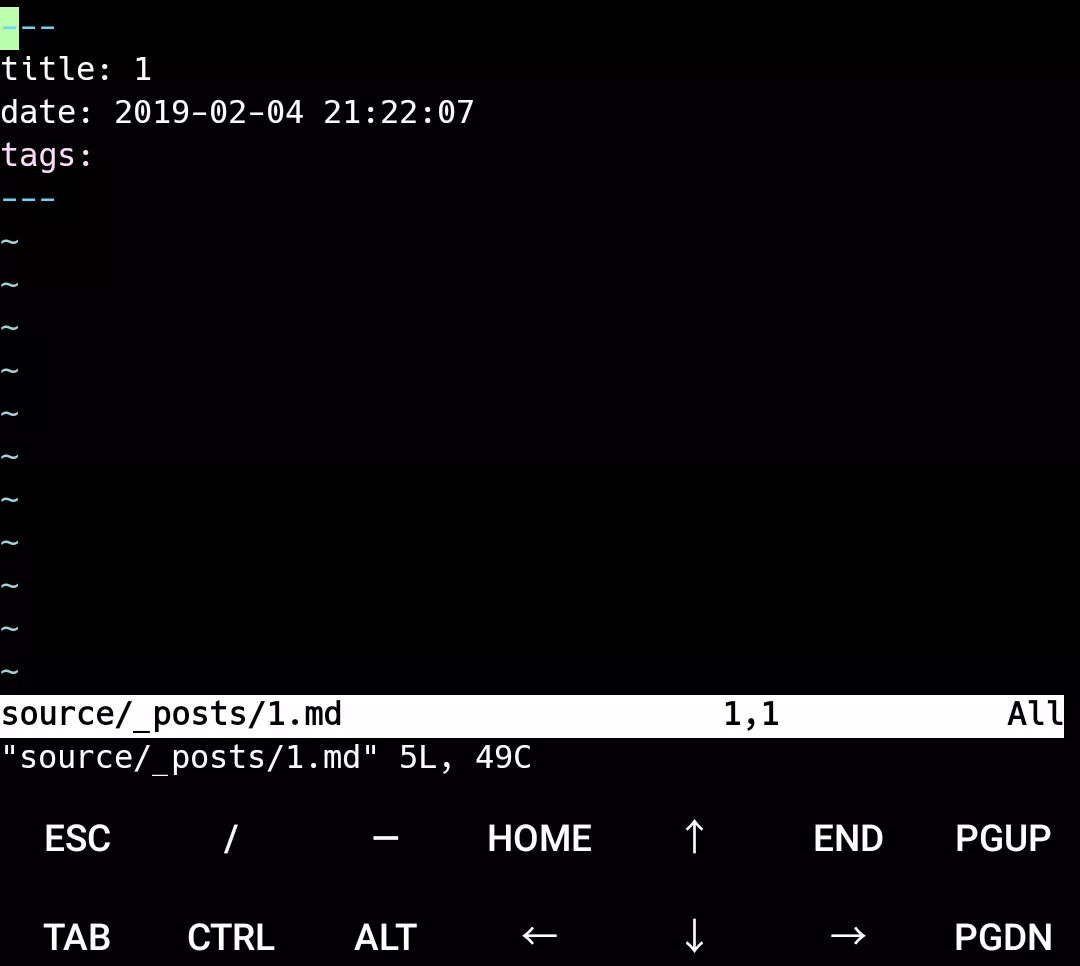 ---
title: 1
date: 2019-02-04 21:22:07
tags:
---
~
~
~
~
~
~
~
~
~
~
~
source/_posts/1.md 1,1 All
"source/_posts/1.md" 5L, 49C
ESC / — HOME ↑ END PGUP
TAB CTRL ALT ← ↓ → PGDN